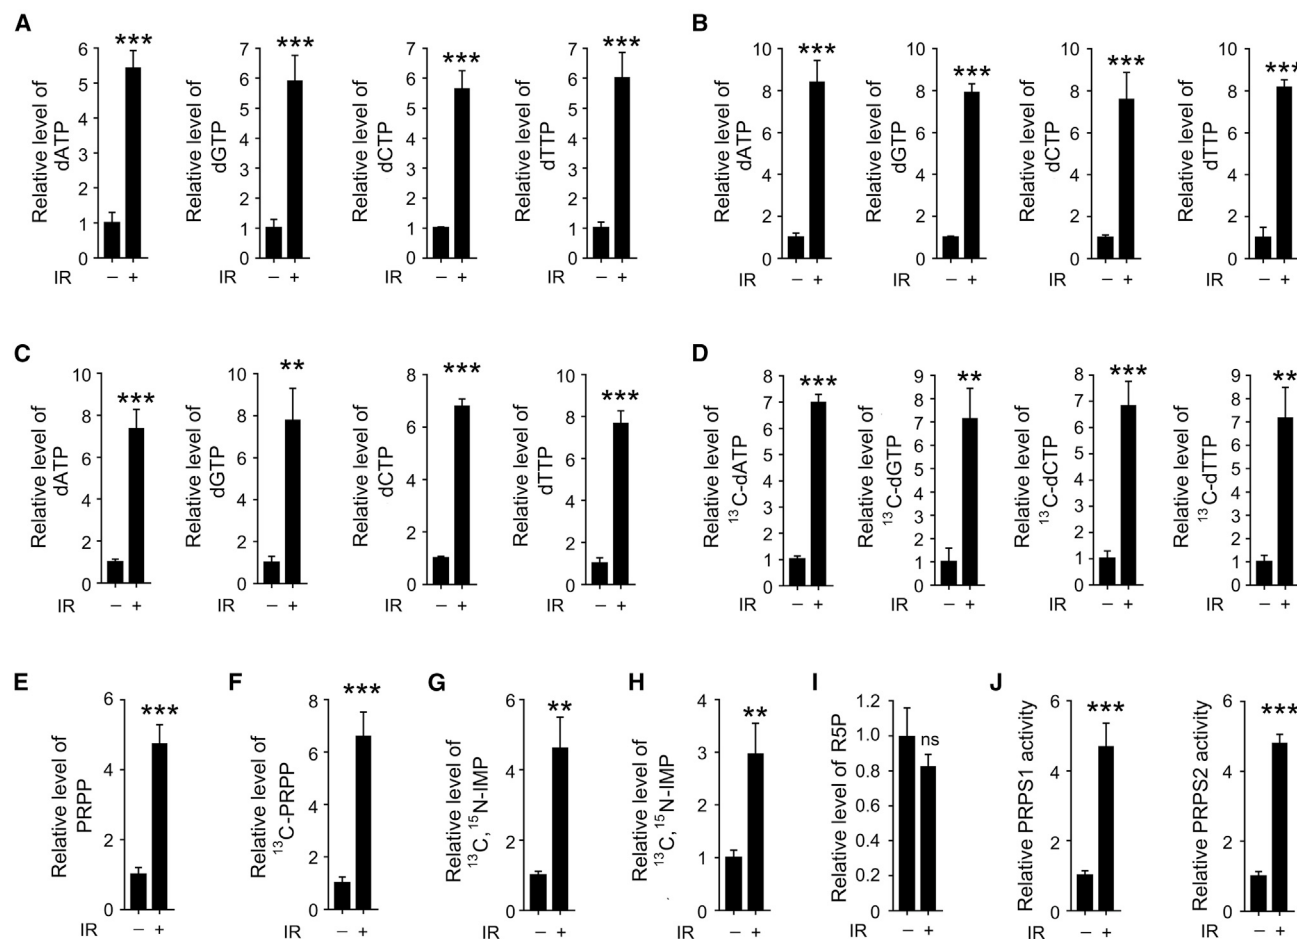 A
Relative level of
dATP
6
5
4
3
2
1
0
***
IR − +
Relative level of
dGTP
7
6
5
4
3
2
1
0
***
− +
Relative level of
dCTP
7
6
5
4
3
2
1
0
***
− +
Relative level of
dTTP
7
6
5
4
3
2
1
0
***
− +
B
Relative level of
dATP
10
8
6
4
2
0
***
IR − +
Relative level of
dGTP
10
8
6
4
2
0
***
− +
Relative level of
dCTP
10
8
6
4
2
0
***
− +
Relative level of
dTTP
10
8
6
4
2
0
***
− +
C
Relative level of
dATP
10
8
6
4
2
0
***
IR − +
Relative level of
dGTP
10
8
6
4
2
0
**
IR − +
Relative level of
dCTP
8
6
4
2
0
***
IR − +
Relative level of
dTTP
10
8
6
4
2
0
***
IR − +
D
Relative level of
¹³C-dATP
8
7
6
5
4
3
2
1
0
***
IR − +
Relative level of
¹³C-dGTP
9
8
7
6
5
4
3
2
1
0
**
IR − +
Relative level of
¹³C-dCTP
8
7
6
5
4
3
2
1
0
***
IR − +
Relative level of
¹³C-dTTP
9
8
7
6
5
4
3
2
1
0
**
IR − +
E
Relative level of
PRPP
6
4
2
0
***
IR − +
F
Relative level of
¹³C-PRPP
8
6
4
2
0
***
IR − +
G
Relative level of
¹³C,¹⁵N-IMP
6
4
2
0
**
IR − +
H
Relative level of
¹³C,¹⁵N-IMP
4
3
2
1
0
**
IR − +
I
Relative level of R5P
1.2
1.0
0.8
0.6
0.4
0.2
0.0
ns
IR − +
J
Relative PRPS1 activity
6
4
2
0
***
IR − +
Relative PRPS2 activity
6
4
2
0
***
IR − +